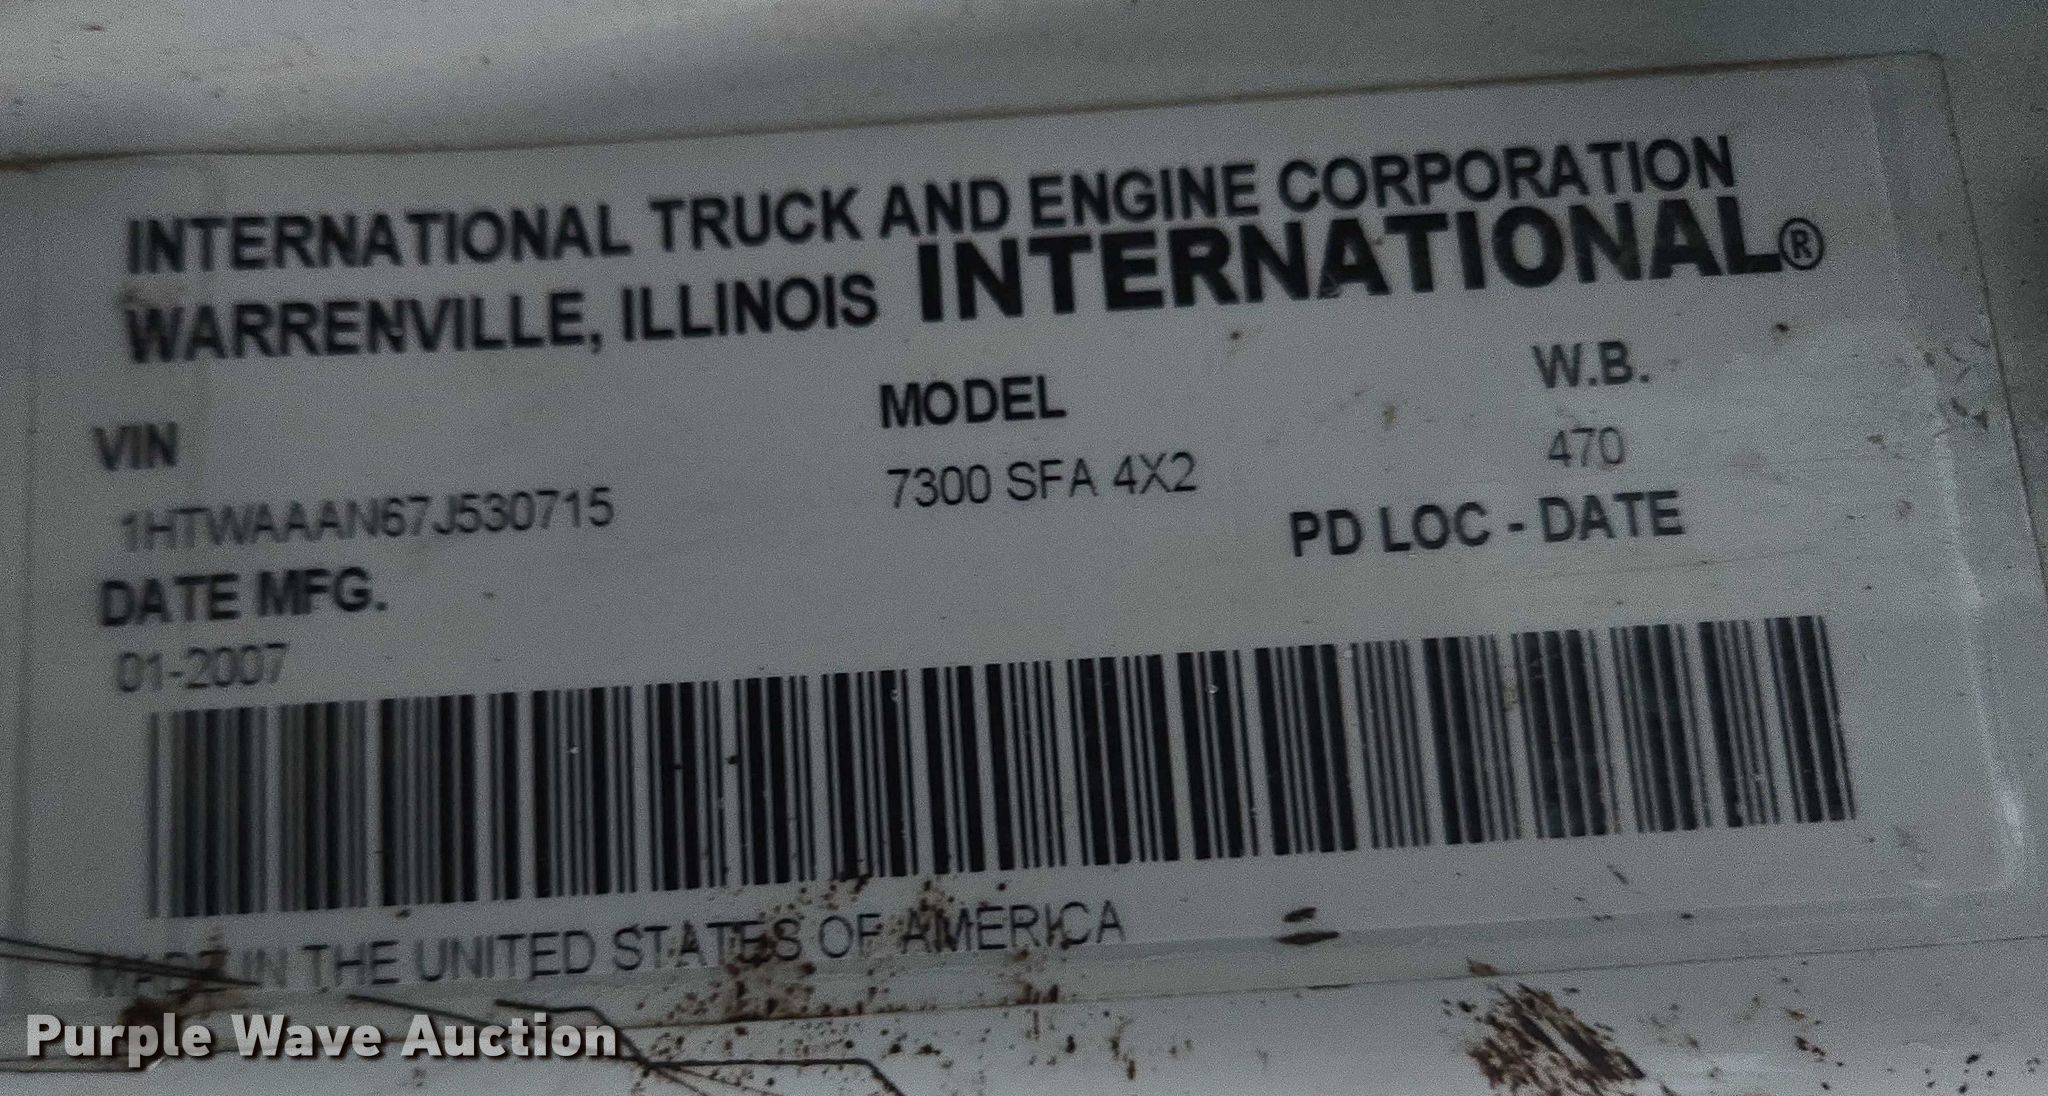 INTERNATIONAL TRUCK AND ENGINE CORPORATION
WARRENVILLE, ILLINOIS INTERNATIONAL®
VIN MODEL W.B.
1HTWAAAN67J530715 7300 SFA 4X2 470
DATE MFG. PD LOC - DATE
01-2007
MADE IN THE UNITED STATES OF AMERICA
Purple Wave Auction